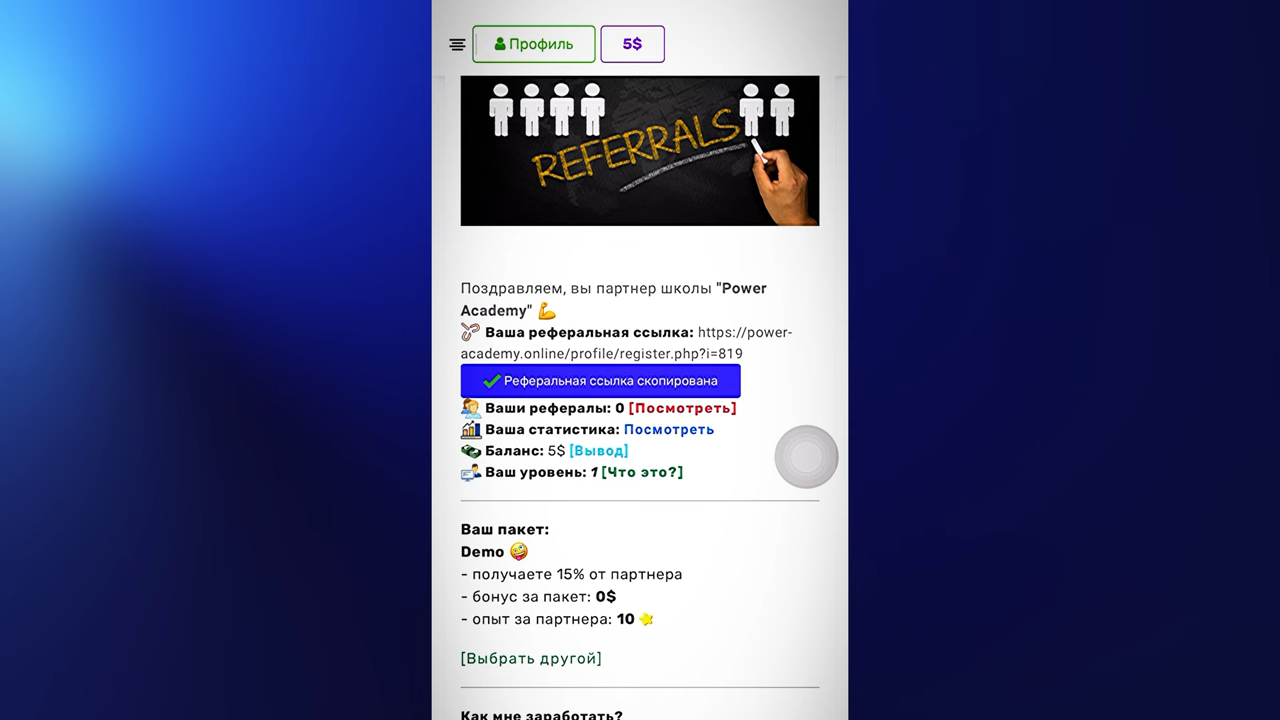 Профиль
5$
REFERRALS
Поздравляем, вы партнер школы "Power
Academy" 💪
Ваша реферальная ссылка: https://power-
academy.online/profile/register.php?i=819
Реферальная ссылка скопирована
Ваши рефералы: 0 [Посмотреть]
Ваша статистика: Посмотреть
Баланс: 5$ [Вывод]
Ваш уровень: 1 [Что это?]
Ваш пакет:
Demo 🤪
- получаете 15% от партнера
- бонус за пакет: 0$
- опыт за партнера: 10 ⭐
[Выбрать другой]
Как мне заработать?